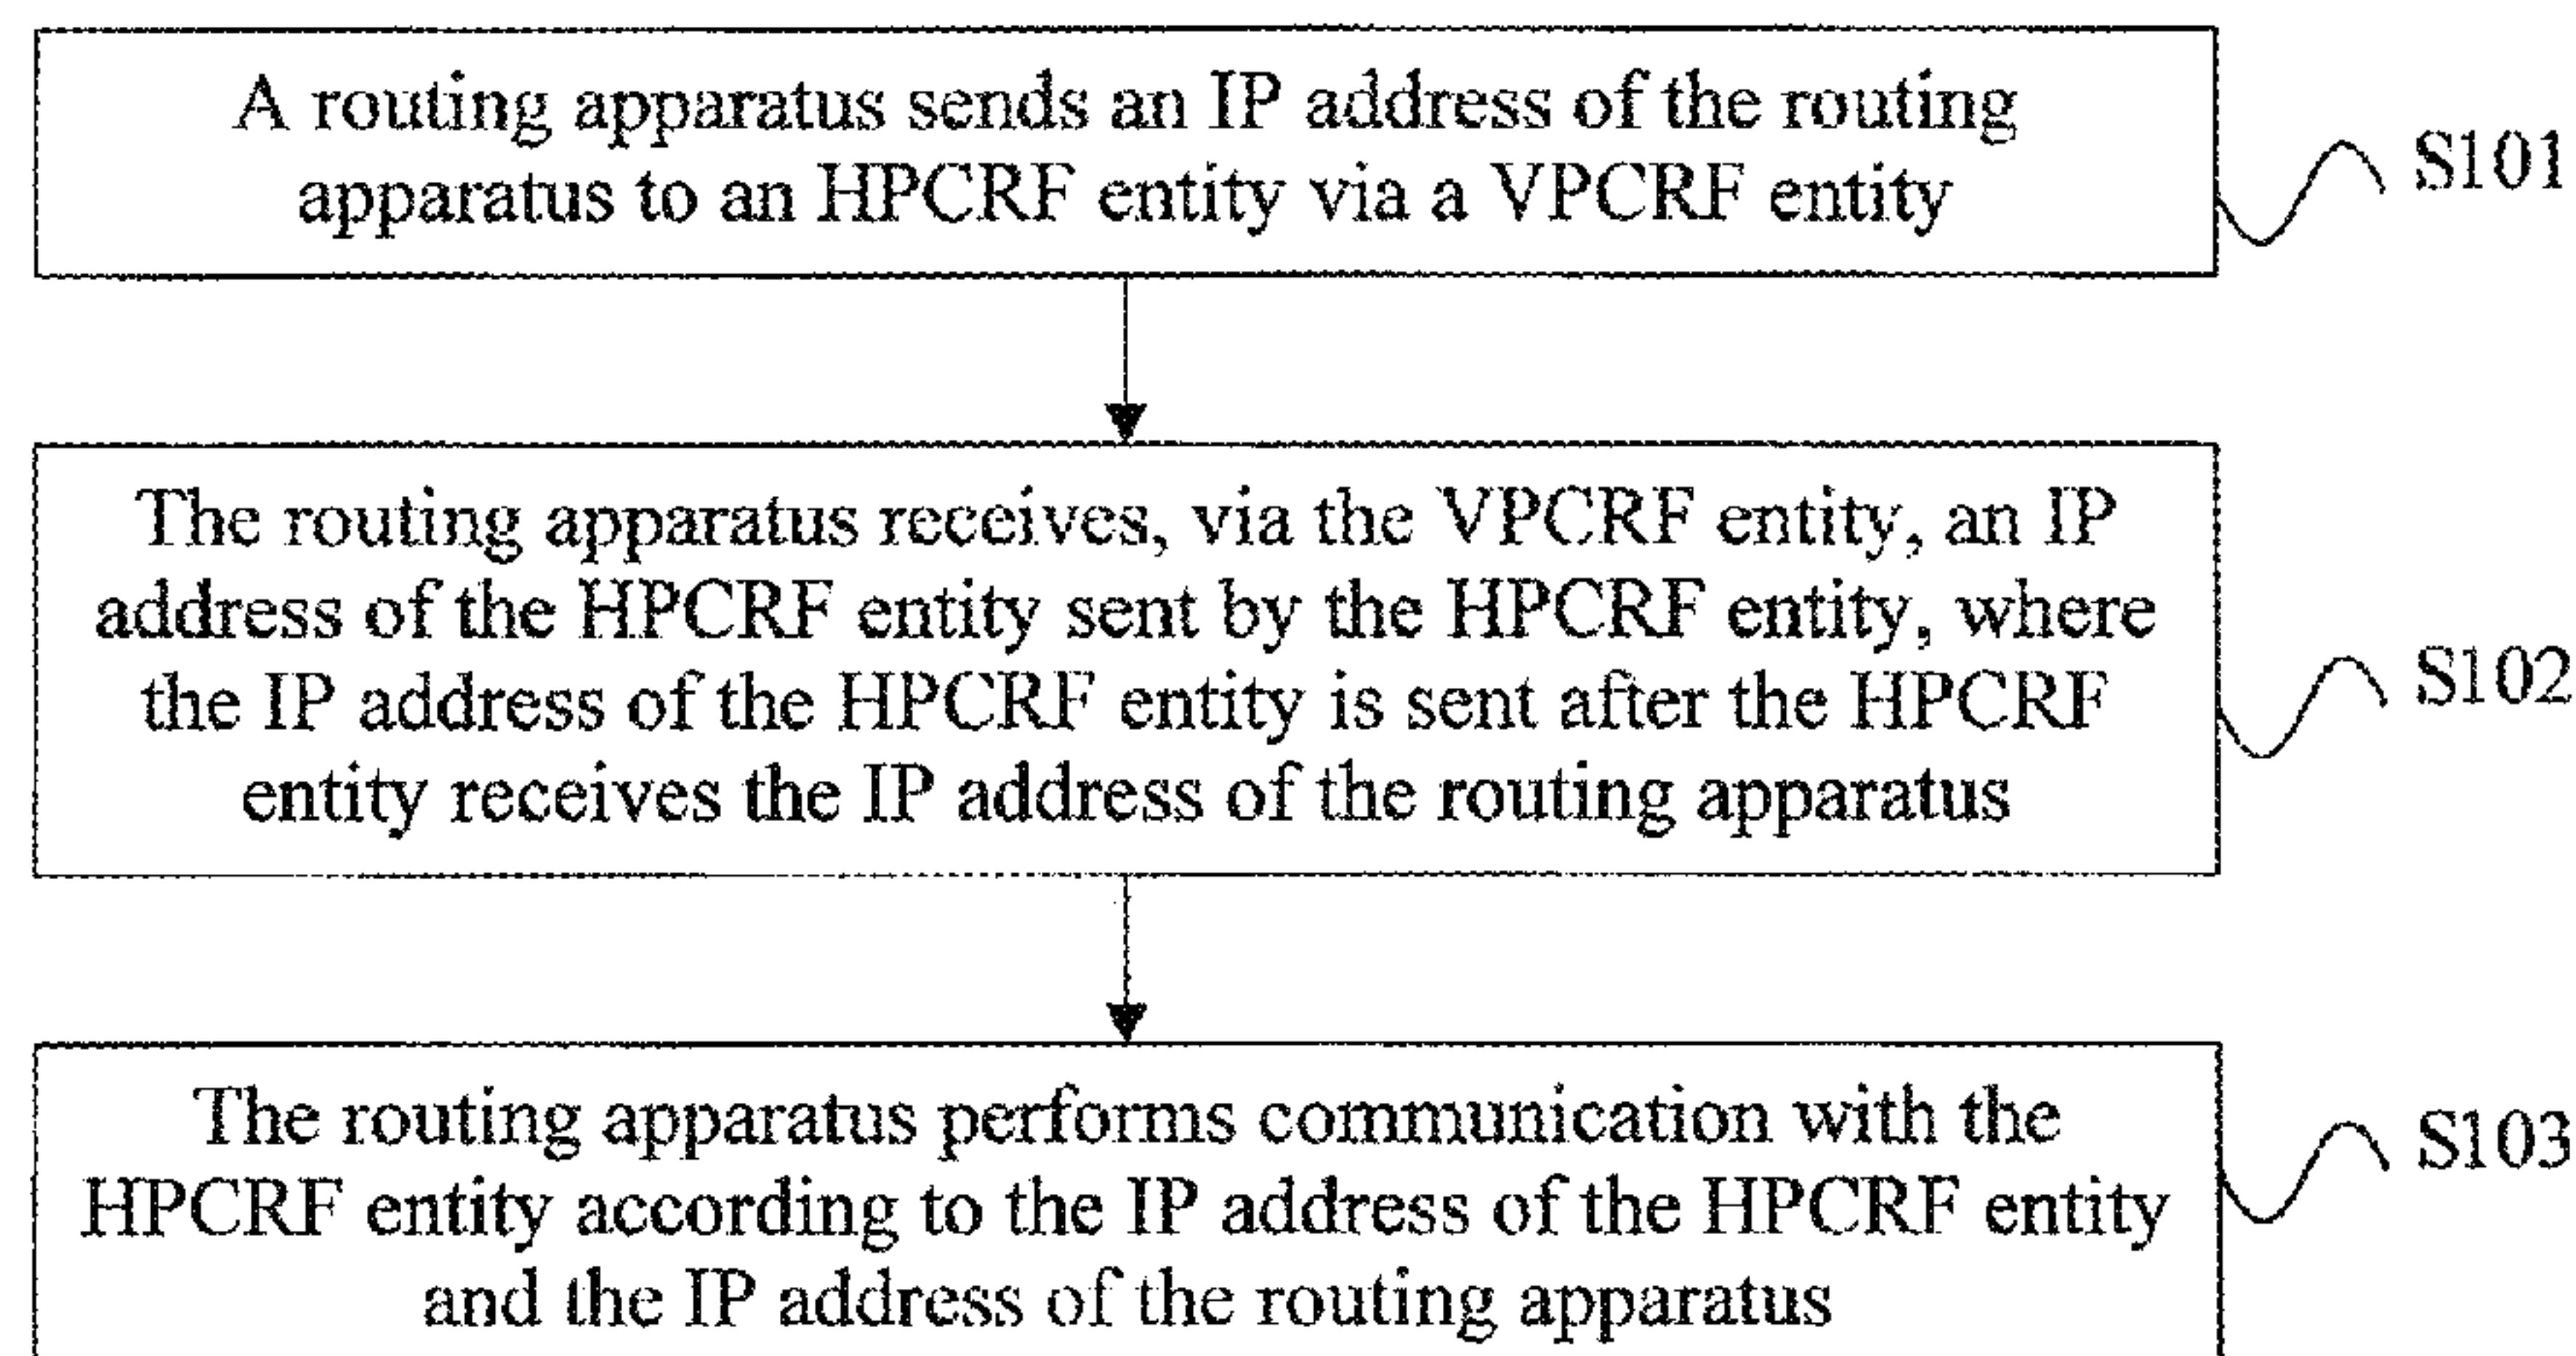 A routing apparatus sends an IP address of the routing
apparatus to an HPCRF entity via a VPCRF entity
S101
The routing apparatus receives, via the VPCRF entity, an IP
address of the HPCRF entity sent by the HPCRF entity, where
the IP address of the HPCRF entity is sent after the HPCRF
entity receives the IP address of the routing apparatus
S102
The routing apparatus performs communication with the
HPCRF entity according to the IP address of the HPCRF entity
and the IP address of the routing apparatus
S103